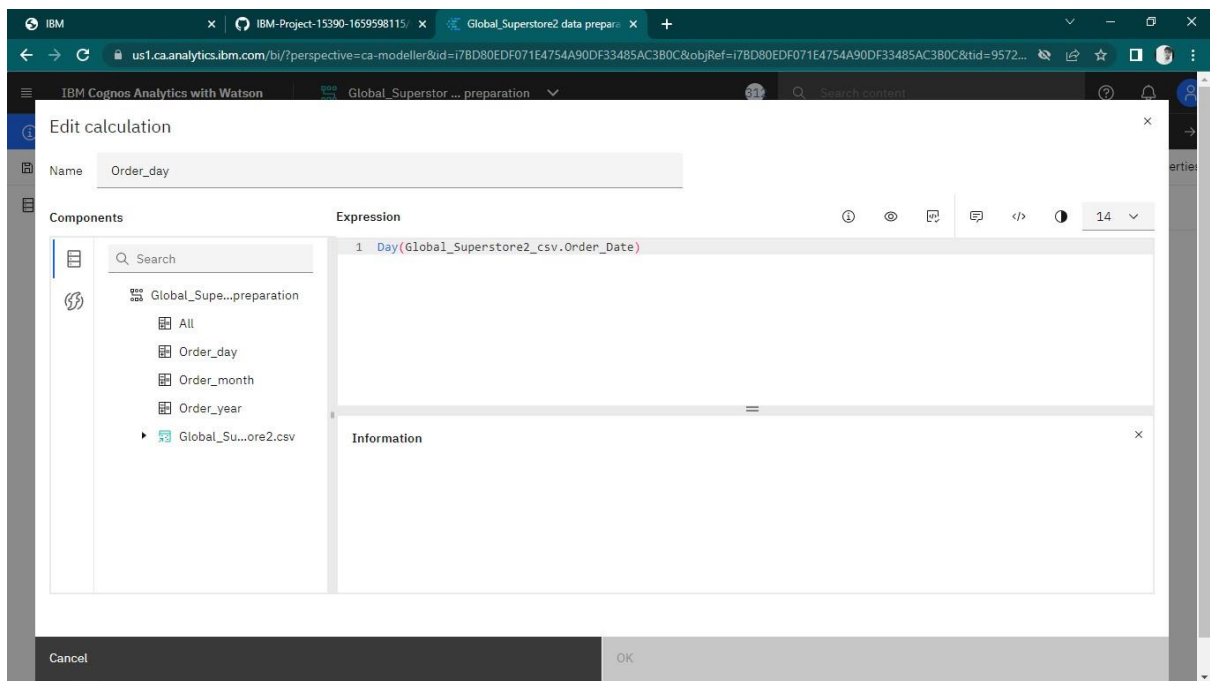 IBM
IBM-Project-15390-1659598115/
Global_Superstore2 data prepara
us1.ca.analytics.ibm.com/bi/?perspective=ca-modeller&id=i7BD80EDF071E4754A90DF33485AC3B0C&objRef=i7BD80EDF071E4754A90DF33485AC3B0C&tid=9572...
IBM Cognos Analytics with Watson
Global_Superstor ... preparation
31
Search content
Edit calculation
Name
Order_day
erties
Components
Expression
14
1 Day(Global_Superstore2_csv.Order_Date)
Search
Global_Supe...preparation
All
Order_day
Order_month
Order_year
Global_Su...ore2.csv
Information
Cancel
OK